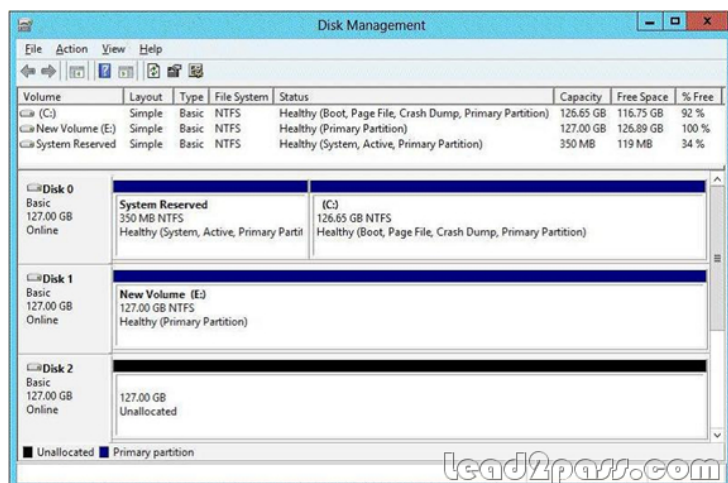 Disk Management
File Action View Help
Volume Layout Type File System Status Capacity Free Space % Free
(C:) Simple Basic NTFS Healthy (Boot, Page File, Crash Dump, Primary Partition) 126.65 GB 116.75 GB 92 %
New Volume (E:) Simple Basic NTFS Healthy (Primary Partition) 127.00 GB 126.89 GB 100 %
System Reserved Simple Basic NTFS Healthy (System, Active, Primary Partition) 350 MB 119 MB 34 %
Disk 0
Basic
127.00 GB
Online
System Reserved
350 MB NTFS
Healthy (System, Active, Primary Partit
(C:)
126.65 GB NTFS
Healthy (Boot, Page File, Crash Dump, Primary Partition)
Disk 1
Basic
127.00 GB
Online
New Volume (E:)
127.00 GB NTFS
Healthy (Primary Partition)
Disk 2
Basic
127.00 GB
Online
127.00 GB
Unallocated
Unallocated Primary partition
Lead2pass.com